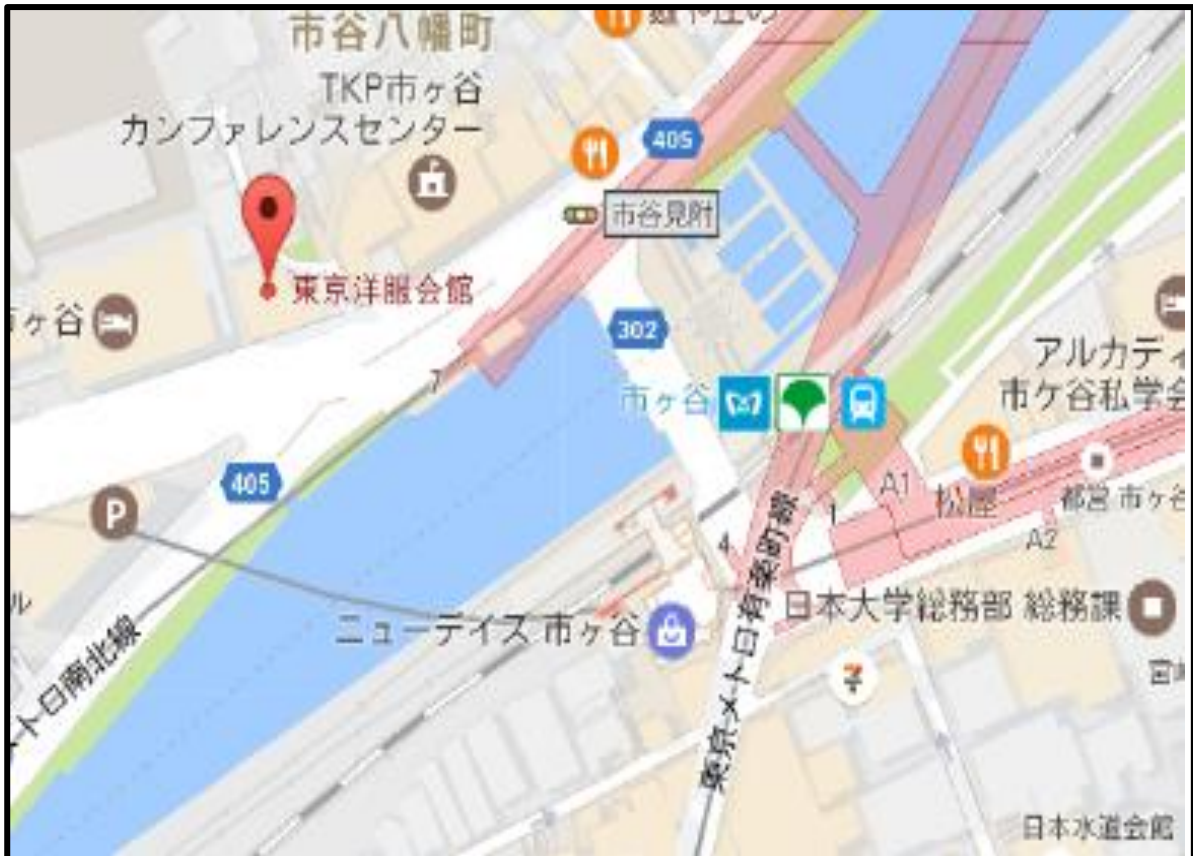 市谷八幡町
TKP市ヶ谷
カンファレンスセンター
405
市谷見附
東京洋服会館
302
ヶ谷
7
市ヶ谷
アルカディ
市ケ谷私学会
405
P
A1
松屋
都営 市ヶ谷
1
4
A2
東京メトロ有楽町線
日本大学総務部 総務課
ニューデイズ 市ヶ谷
ル
トロ南北線
宮
日本水道会館